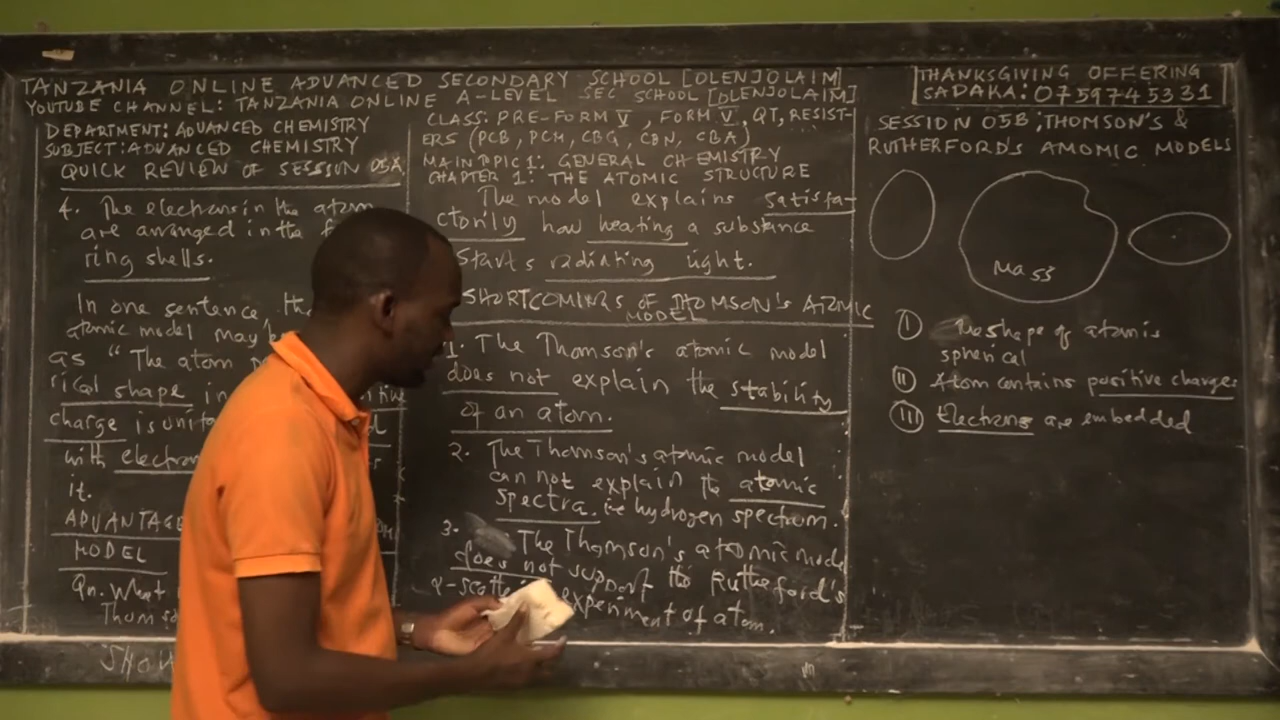 TANZANIA ONLINE ADVANCED SECONDARY SCHOOL [OLENJOLAIM]
YOUTUBE CHANNEL: TANZANIA ONLINE A-LEVEL SEC SCHOOL [OLENJOLAIM]
DEPARTMENT: ADVANCED CHEMISTRY
SUBJECT: ADVANCED CHEMISTRY
QUICK REVIEW OF SESSION 05A
4. The electrons in the atom
are arranged in the
ring shells.
In one sentence
atomic model may
as " The atom
rical shape in
charge is
with electron
it.
ADVANTAGE
MODEL
Qn. What
Thoms
CLASS: PRE-FORM V, FORM V, QT, RESIST-
ERS (PCB, PCM, CBG, CBN, CBA)
MAIN TOPIC 1: GENERAL CHEMISTRY
CHAPTER 1: THE ATOMIC STRUCTURE
The model explains satisfa-
ctorily how heating a substance
starts radiating light.
SHORTCOMINGS OF THOMSON'S ATOMIC
MODEL
1. The Thomson's atomic model
does not explain the stability
of an atom.
2. The Thomson's atomic model
can not explain the atomic
spectra. i.e hydrogen spectrum.
3. The Thomson's atomic model
does not support the Rutherford's
experiment of atom.
THANKSGIVING OFFERING
SADAKA: 0759745331
SESSION 05B: THOMSON'S &
RUTHERFORD'S AMOMIC MODELS
Mass
I The shape of atom is
spherical
II Atom contains positive charges
III Electrons are embedded